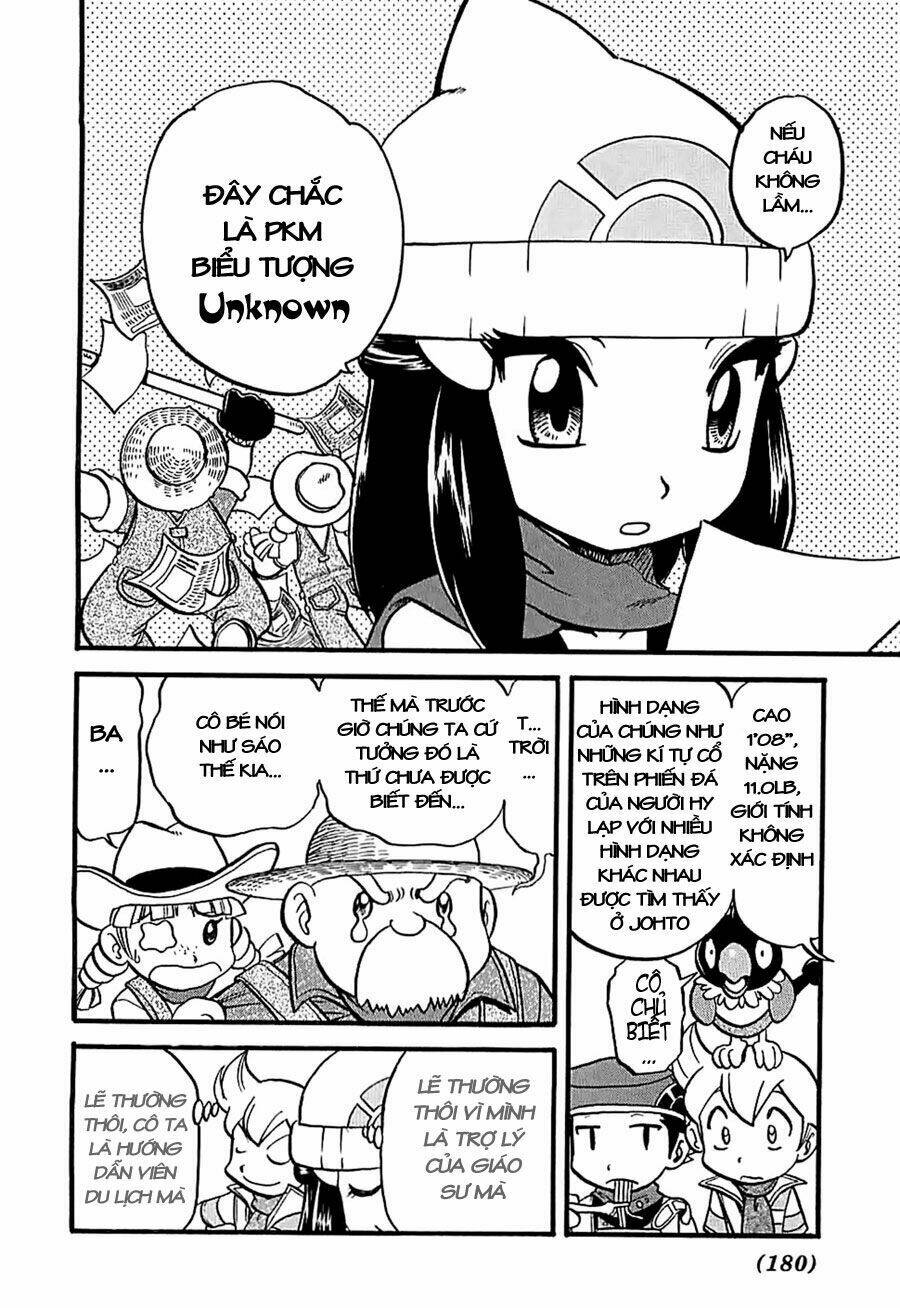 NẾU
CHÁU
KHÔNG
LẦM...
ĐÂY CHẮC
LÀ PKM
BIỂU TƯỢNG
Unknown
CAO
1'08",
NẶNG
11.0LB,
GIỚI TÍNH
KHÔNG
XÁC ĐỊNH
HÌNH DẠNG
CỦA CHÚNG NHƯ
NHỮNG KÍ TỰ CỔ
TRÊN PHIẾN ĐÁ
CỦA NGƯỜI HY
LẠP VỚI NHIỀU
HÌNH DẠNG
KHÁC NHAU
ĐƯỢC TÌM THẤY
Ở JOHTO
CÔ
CHỦ
BIẾT
...
T...
TRỜI
...
THẾ MÀ TRƯỚC
GIỜ CHÚNG TA CỨ
TƯỞNG ĐÓ LÀ
THỨ CHƯA ĐƯỢC
BIẾT ĐẾN...
CÔ BÉ NÓI
NHƯ SÁO
THẾ KIA...
BA
...
LẼ THƯỜNG
THÔI VÌ MÌNH
LÀ TRỢ LÝ
CỦA GIÁO
SƯ MÀ
LẼ THƯỜNG
THÔI, CÔ TA
LÀ HƯỚNG
DẪN VIÊN
DU LỊCH MÀ
(180)